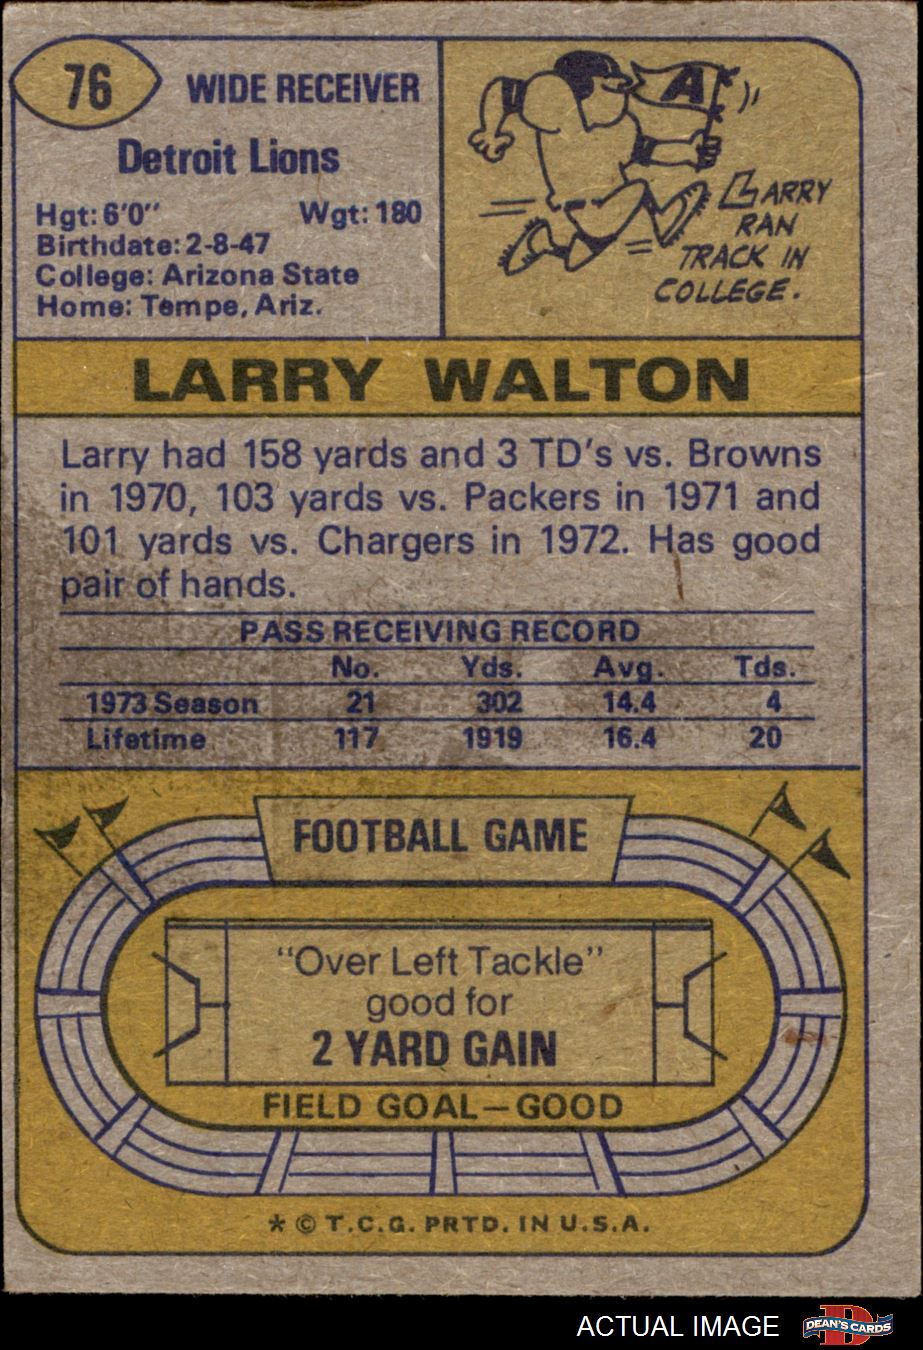 76
WIDE RECEIVER
Detroit Lions
Hgt: 6'0" Wgt: 180
Birthdate: 2-8-47
College: Arizona State
Home: Tempe, Ariz.
A
LARRY
RAN
TRACK IN
COLLEGE.
LARRY WALTON
Larry had 158 yards and 3 TD's vs. Browns
in 1970, 103 yards vs. Packers in 1971 and
101 yards vs. Chargers in 1972. Has good
pair of hands.
PASS RECEIVING RECORD
No. Yds. Avg. Tds.
1973 Season 21 302 14.4 4
Lifetime 117 1919 16.4 20
FOOTBALL GAME
"Over Left Tackle"
good for
2 YARD GAIN
FIELD GOAL—GOOD
* © T.C.G. PRTD. IN U.S.A.
ACTUAL IMAGE
D
DEAN'S CARDS